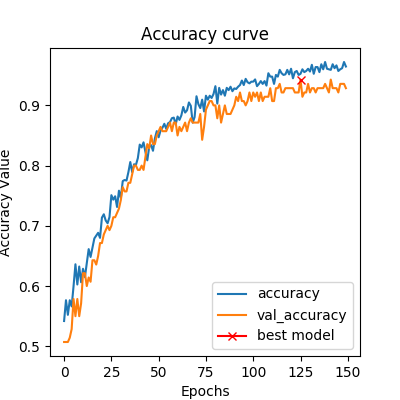 Accuracy curve
Accuracy Value
0.9
0.8
0.7
0.6
0.5
accuracy
val_accuracy
best model
0 25 50 75 100 125 150
Epochs